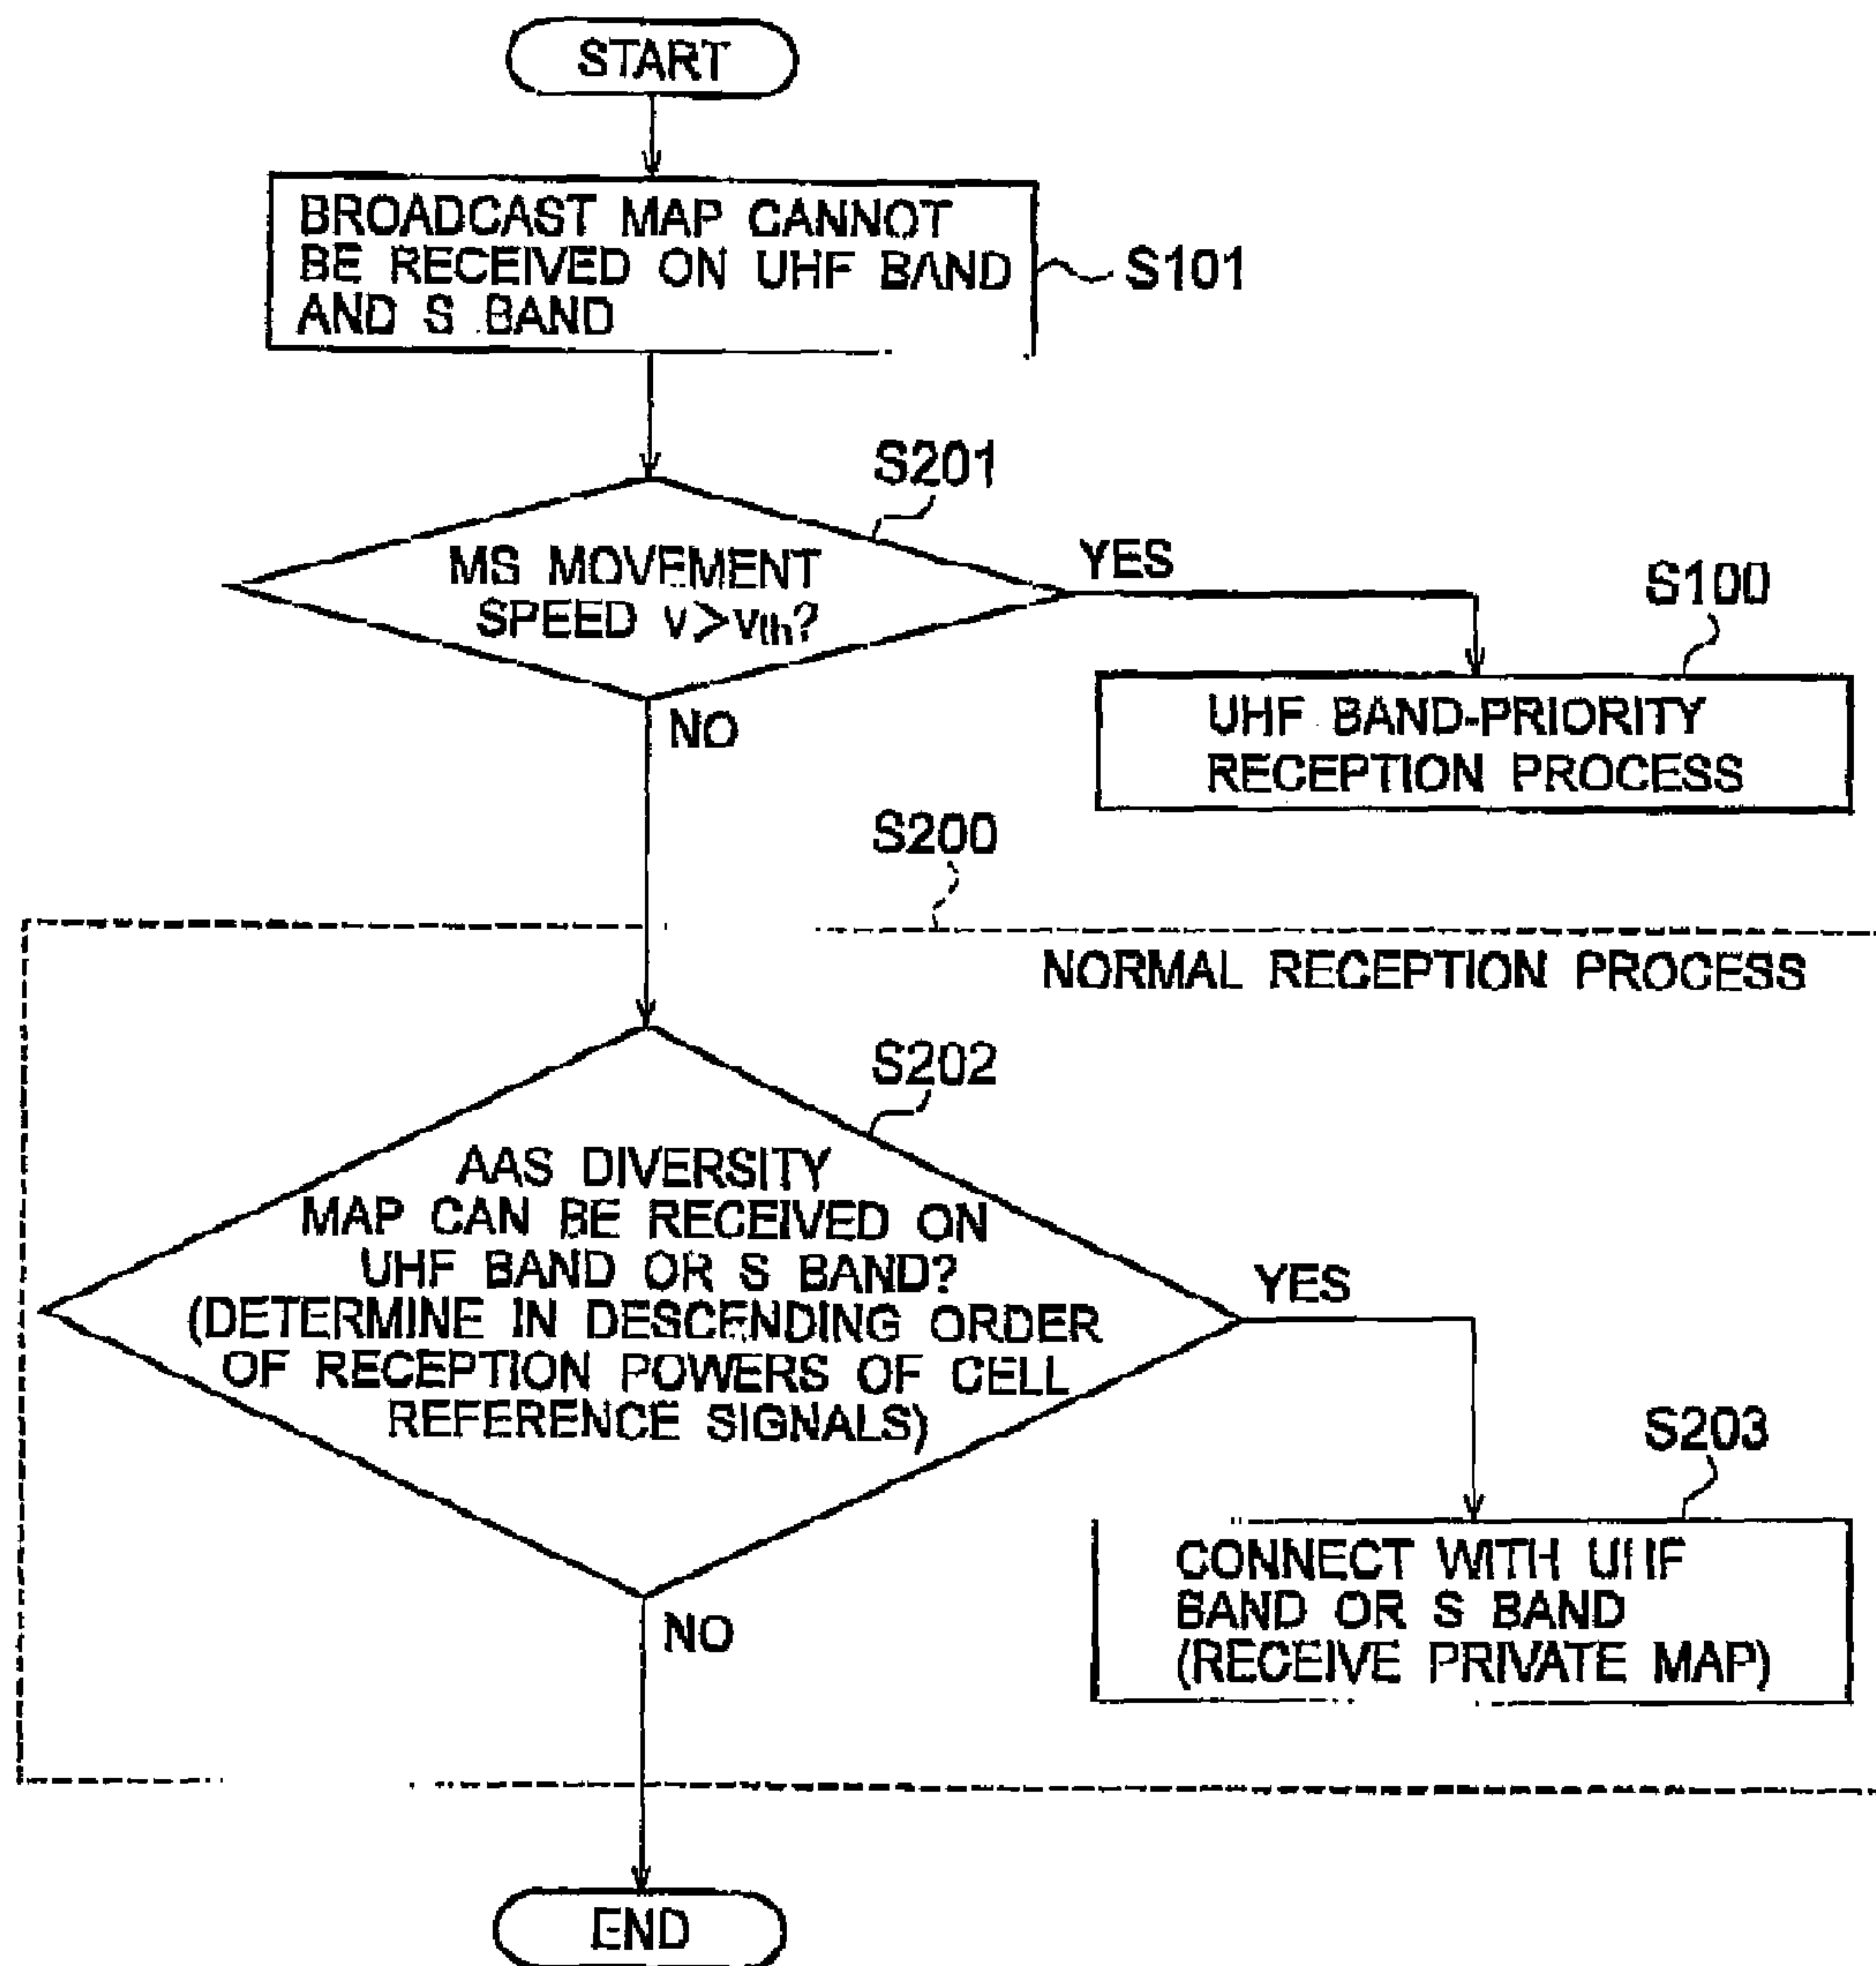 START
BROADCAST MAP CANNOT
BE RECEIVED ON UHF BAND
AND S BAND
S101
S201
MS MOVEMENT
SPEED v>vth?
YES
NO
S100
UHF BAND-PRIORITY
RECEPTION PROCESS
S200
NORMAL RECEPTION PROCESS
S202
AAS DIVERSITY
MAP CAN BE RECEIVED ON
UHF BAND OR S BAND?
(DETERMINE IN DESCENDING ORDER
OF RECEPTION POWERS OF CELL
REFERENCE SIGNALS)
YES
NO
S203
CONNECT WITH UHF
BAND OR S BAND
(RECEIVE PRIVATE MAP)
END